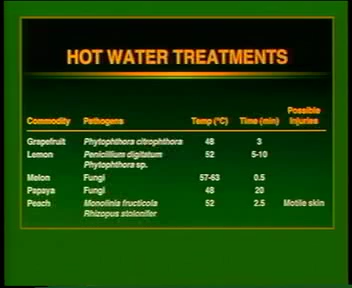 HOT WATER TREATMENTS
Possible
Commodity Pathogens Temp (°C) Time (min) Injuries
Grapefruit Phytophthora citrophthora 48 3
Lemon Penicillium digitatum 52 5-10
Phytophthora sp.
Melon Fungi 57-63 0.5
Papaya Fungi 48 20
Peach Monolinia fructicola 52 2.5 Motile skin
Rhizopus stolonifer